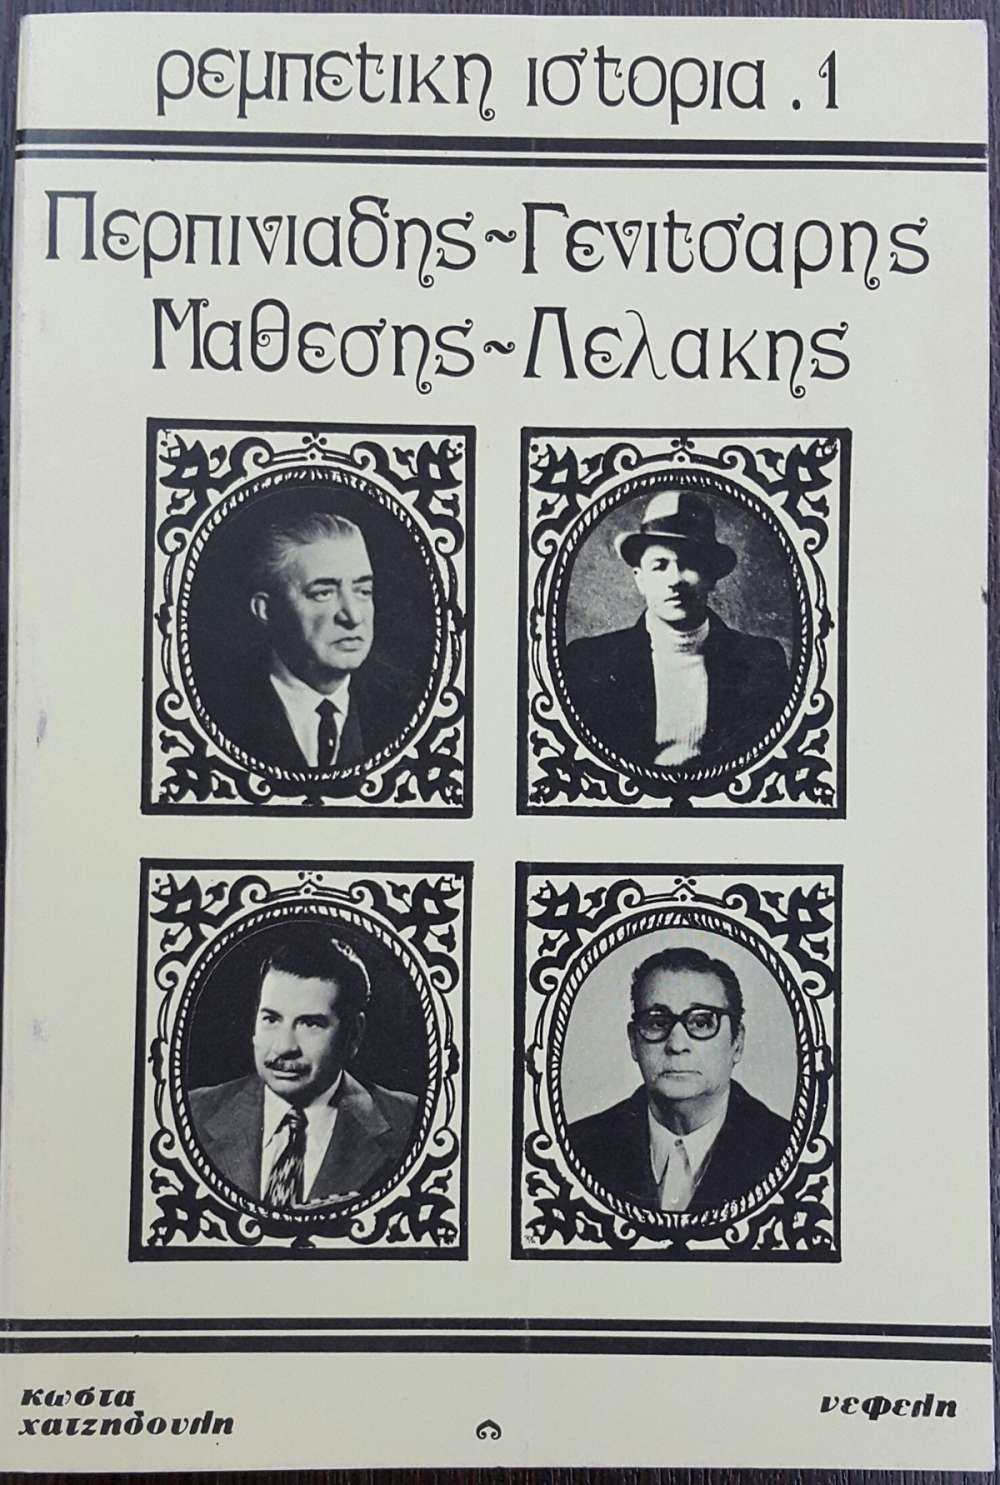 ρεμπετικη ιστορια . 1
Περπινιαδης ~ Γενιτσαρης
Μαθεσης ~ Λελακης
κωστα
χατζηδουλη
νεφελη